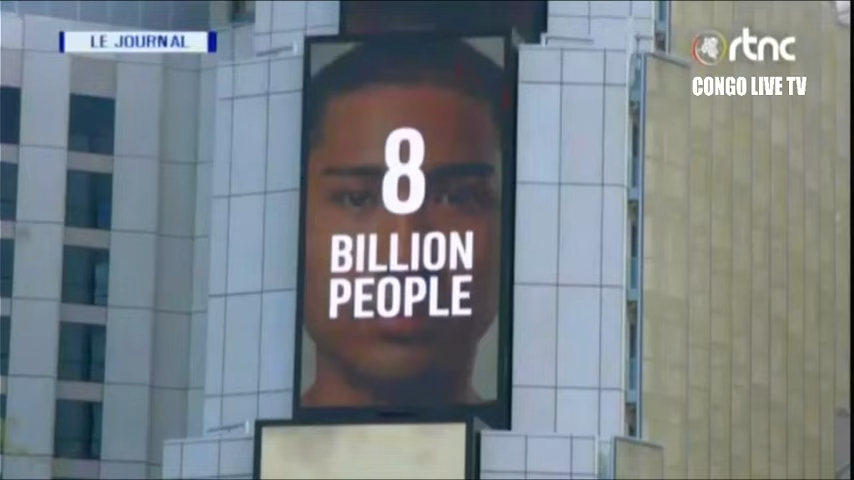 LE JOURNAL
rtnc
CONGO LIVE TV
8
BILLION
PEOPLE